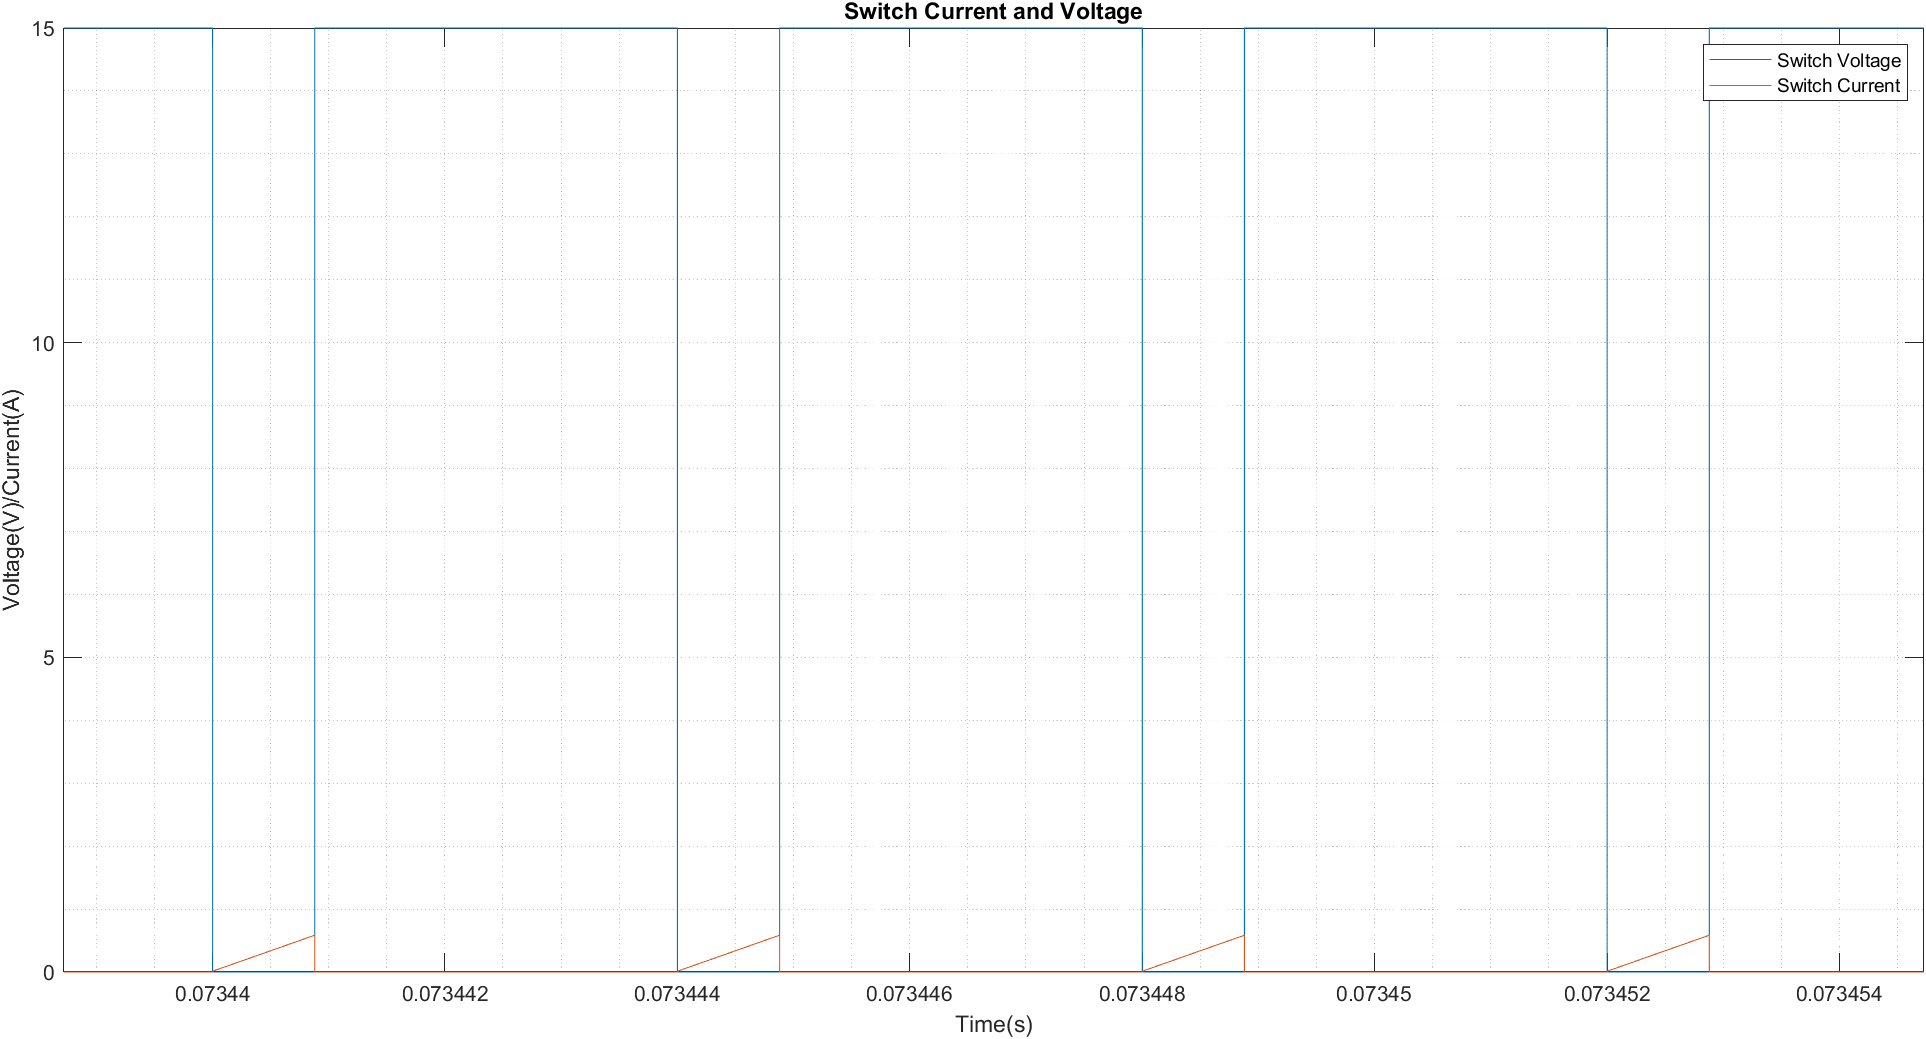 Switch Current and Voltage
15
10
5
0
Voltage(V)/Current(A)
Switch Voltage
Switch Current
0.07344 0.073442 0.073444 0.073446 0.073448 0.07345 0.073452 0.073454
Time(s)